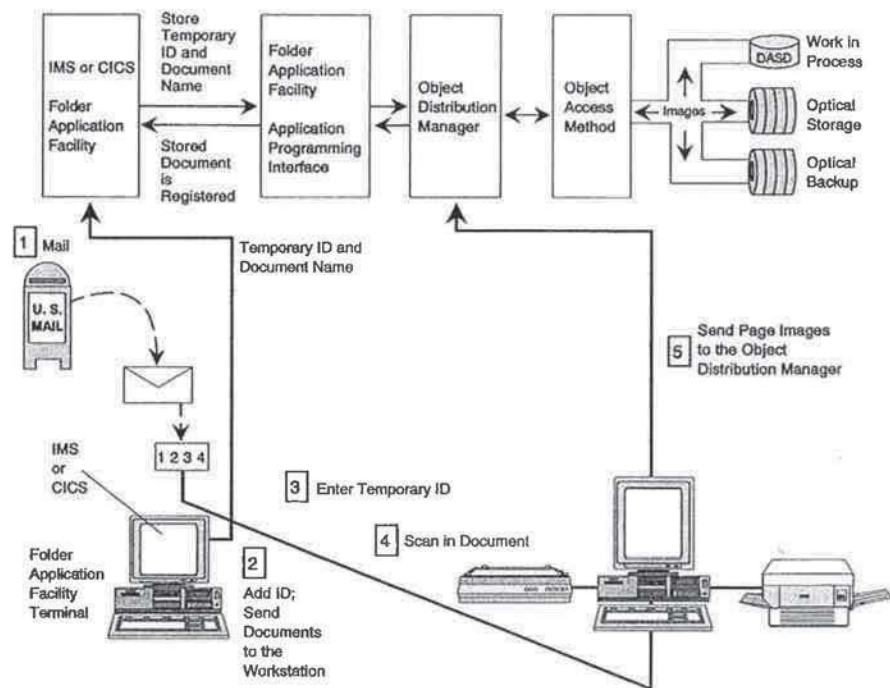 IMS or CICS
Folder
Application
Facility
Store
Temporary
ID and
Document
Name
Stored
Document
is
Registered
Folder
Application
Facility
Application
Programming
Interface
Object
Distribution
Manager
Object
Access
Method
Images
DASD
Work in
Process
Optical
Storage
Optical
Backup
1 Mail
U. S.
MAIL
Temporary ID and
Document Name
5
Send Page Images
to the Object
Distribution Manager
1 2 3 4
IMS
or
CICS
3 Enter Temporary ID
4 Scan in Document
Folder
Application
Facility
Terminal
2
Add ID;
Send
Documents
to the
Workstation